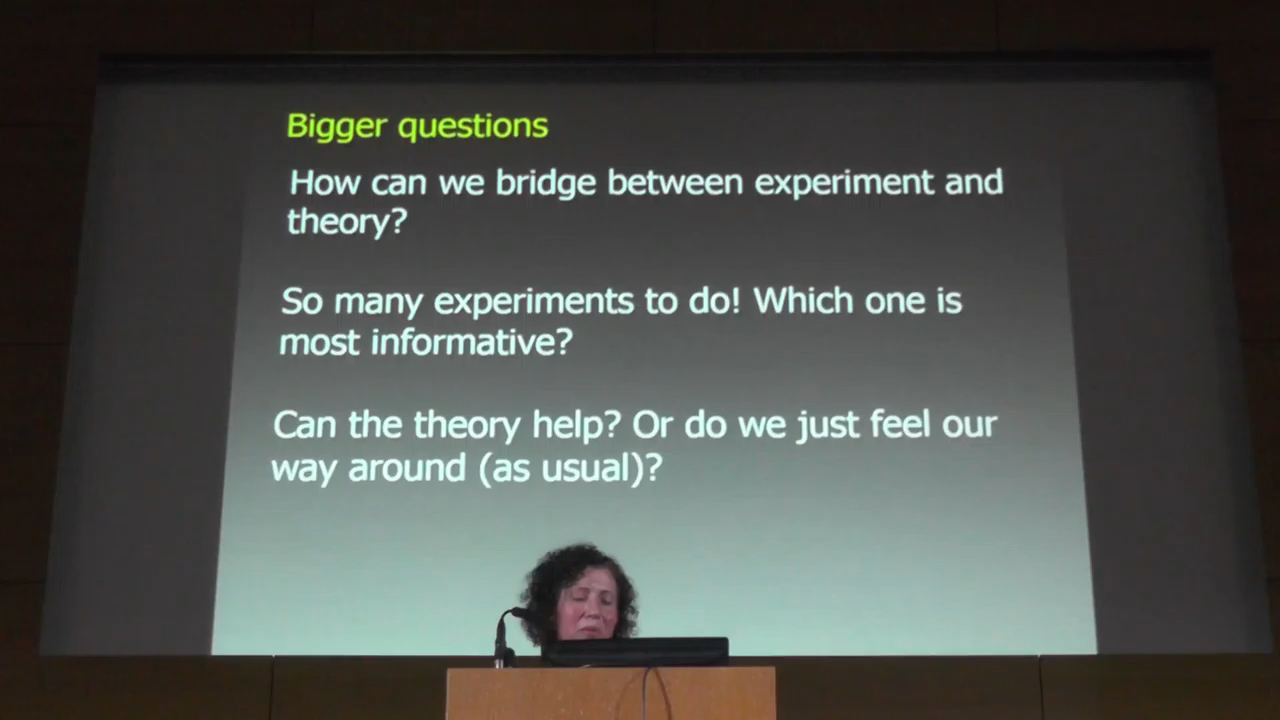 Bigger questions
How can we bridge between experiment and
theory?
So many experiments to do! Which one is
most informative?
Can the theory help? Or do we just feel our
way around (as usual)?